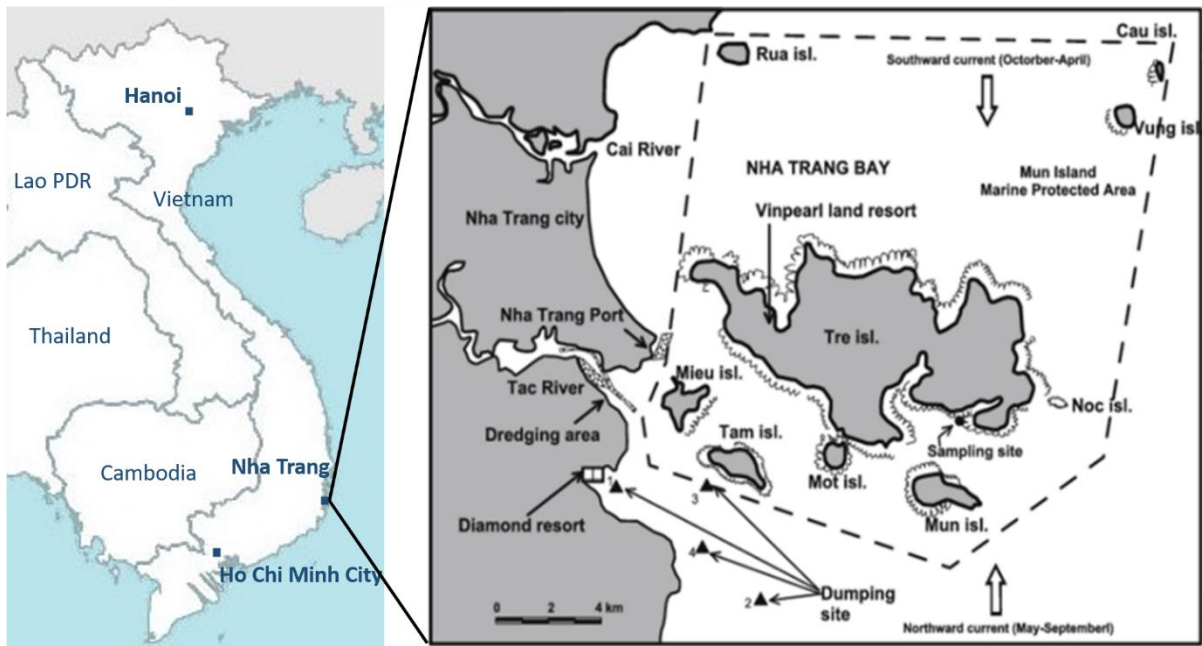 Hanoi
Lao PDR
Vietnam
Thailand
Cambodia
Nha Trang
Ho Chi Minh City
Cau isl.
Rua isl.
Southward current (Octorber-April)
Vung isl.
Cai River
NHA TRANG BAY
Mun Island
Marine Protected Area
Nha Trang city
Vinpearl land resort
Nha Trang Port
Tre isl.
Tac River
Mieu isl.
Noc isl.
Dredging area
Tam isl.
Sampling site
Mot isl.
Diamond resort
1
3
Mun isl.
4
2
Dumping
site
0 2 4 km
Northward current (May-Septemberl)